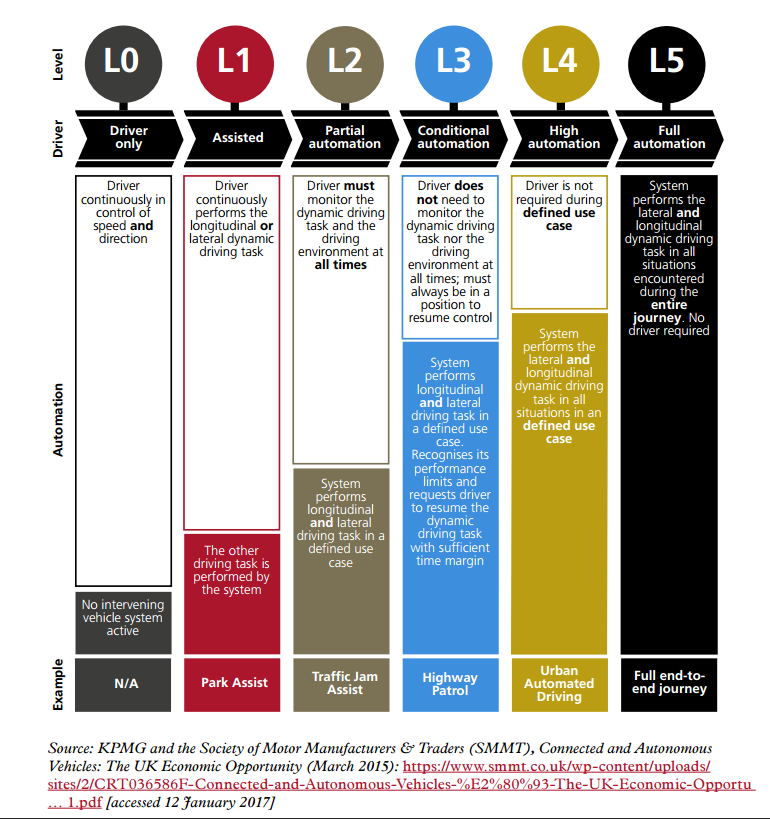 Level
L0
L1
L2
L3
L4
L5
Driver
Driver
only
Assisted
Partial
automation
Conditional
automation
High
automation
Full
automation
Automation
Driver
continuously in
control of
speed and
direction
No intervening
vehicle system
active
Driver
continuously
performs the
longitudinal or
lateral dynamic
driving task
The other
driving task is
performed by
the system
Driver must
monitor the
dynamic driving
task and the
driving
environment at
all times
System
performs
longitudinal
and lateral
driving task in a
defined use
case
Driver does
not need to
monitor the
dynamic driving
task nor the
driving
environment at
all times; must
always be in a
position to
resume control
System
performs
longitudinal
and lateral
driving task in
a defined use
case.
Recognises its
performance
limits and
requests driver
to resume the
dynamic
driving task
with sufficient
time margin
Driver is not
required during
defined use
case
System
performs the
lateral and
longitudinal
dynamic driving
task in all
situations in an
defined use
case
System
performs the
lateral and
longitudinal
dynamic driving
task in all
situations
encountered
during the
entire
journey. No
driver required
Example
N/A
Park Assist
Traffic Jam
Assist
Highway
Patrol
Urban
Automated
Driving
Full end-to-
end journey
Source: KPMG and the Society of Motor Manufacturers & Traders (SMMT), Connected and Autonomous
Vehicles: The UK Economic Opportunity (March 2015): https://www.smmt.co.uk/wp-content/uploads/
sites/2/CRT036586F-Connected-and-Autonomous-Vehicles-%E2%80%93-The-UK-Economic-Opportu
… 1.pdf [accessed 12 January 2017]